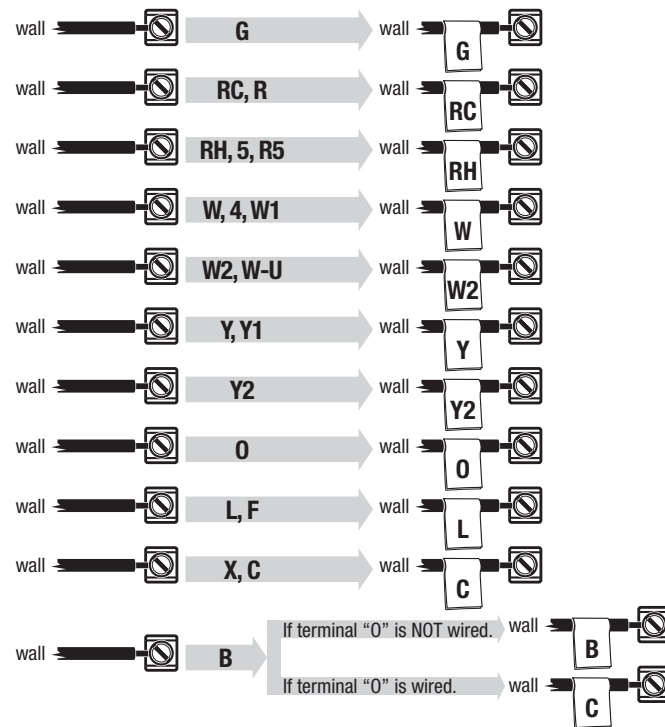 wall G wall G
wall RC, R wall RC
wall RH, 5, R5 wall RH
wall W, 4, W1 wall W
wall W2, W-U wall W2
wall Y, Y1 wall Y
wall Y2 wall Y2
wall O wall O
wall L, F wall L
wall X, C wall C
If terminal “O” is NOT wired. wall B
wall B
If terminal “O” is wired. wall C